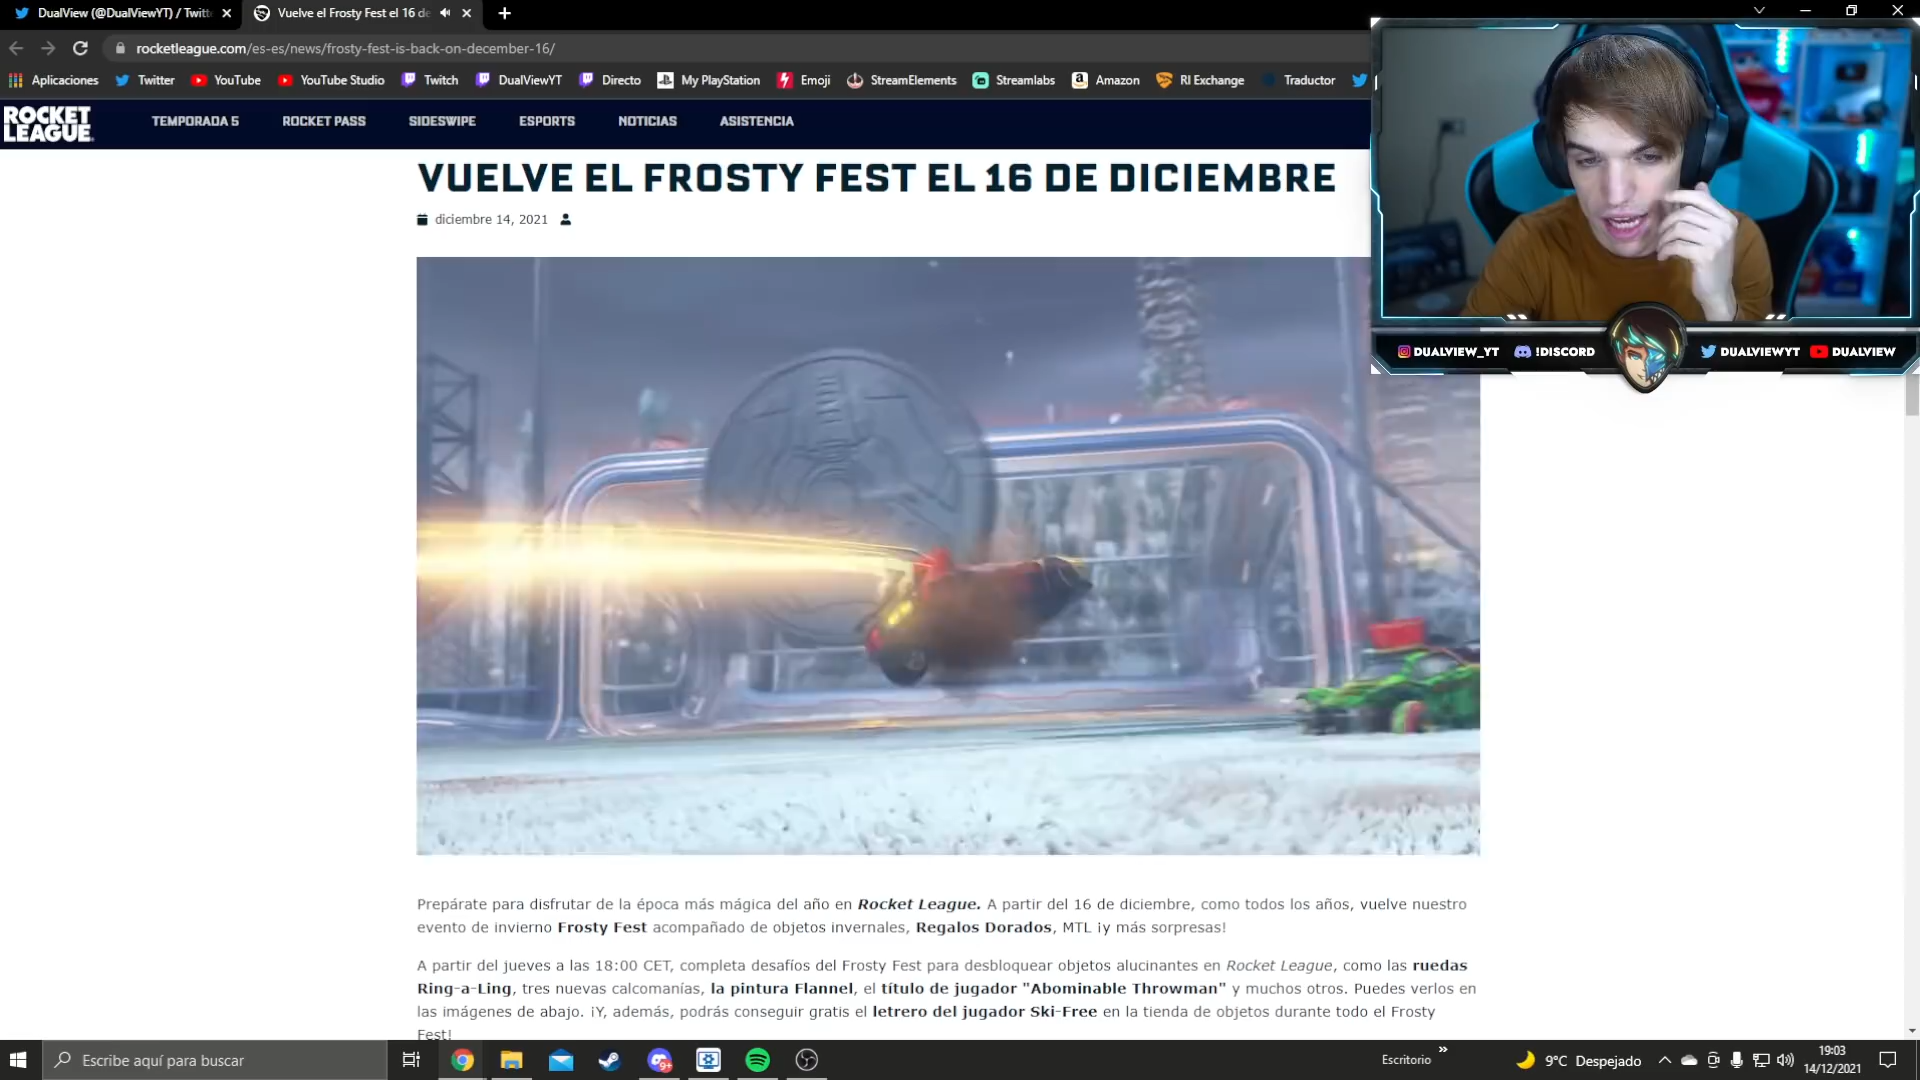 DualView (@DualViewYT) / Twitt
Vuelve el Frosty Fest el 16 de
rocketleague.com/es-es/news/frosty-fest-is-back-on-december-16/
Aplicaciones Twitter YouTube YouTube Studio Twitch DualViewYT Directo My PlayStation Emoji StreamElements Streamlabs Amazon RI Exchange Traductor
ROCKET LEAGUE
TEMPORADA 5 ROCKET PASS SIDESWIPE ESPORTS NOTICIAS ASISTENCIA
VUELVE EL FROSTY FEST EL 16 DE DICIEMBRE
diciembre 14, 2021
DUALVIEW_YT !DISCORD DUALVIEWYT DUALVIEW
Prepárate para disfrutar de la época más mágica del año en Rocket League. A partir del 16 de diciembre, como todos los años, vuelve nuestro
evento de invierno Frosty Fest acompañado de objetos invernales, Regalos Dorados, MTL ¡y más sorpresas!
A partir del jueves a las 18:00 CET, completa desafíos del Frosty Fest para desbloquear objetos alucinantes en Rocket League, como las ruedas
Ring-a-Ling, tres nuevas calcomanías, la pintura Flannel, el título de jugador "Abominable Throwman" y muchos otros. Puedes verlos en
las imágenes de abajo. ¡Y, además, podrás conseguir gratis el letrero del jugador Ski-Free en la tienda de objetos durante todo el Frosty
Fest!
Escribe aquí para buscar
9+
Escritorio
9°C Despejado
19:03
14/12/2021